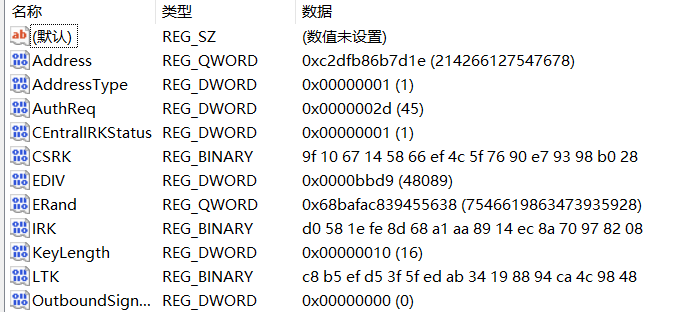 名称 类型 数据
(默认) REG_SZ (数值未设置)
Address REG_QWORD 0xc2dfb86b7d1e (214266127547678)
AddressType REG_DWORD 0x00000001 (1)
AuthReq REG_DWORD 0x0000002d (45)
CEntralIRKStatus REG_DWORD 0x00000001 (1)
CSRK REG_BINARY 9f 10 67 14 58 66 ef 4c 5f 76 90 e7 93 98 b0 28
EDIV REG_DWORD 0x0000bbd9 (48089)
ERand REG_QWORD 0x68bafac839455638 (7546619863473935928)
IRK REG_BINARY d0 58 1e fe 8d 68 a1 aa 89 14 ec 8a 70 97 82 08
KeyLength REG_DWORD 0x00000010 (16)
LTK REG_BINARY c8 b5 ef d5 3f 5f ed ab 34 19 88 94 ca 4c 98 48
OutboundSign... REG_DWORD 0x00000000 (0)